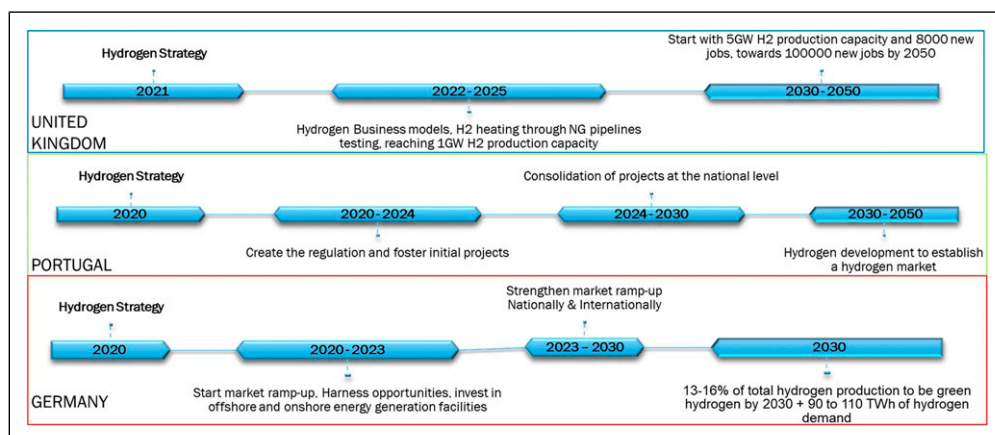 Start with 5GW H2 production capacity and 8000 new
jobs, towards 100000 new jobs by 2050
Hydrogen Strategy
2021
2022-2025
2030-2050
UNITED
KINGDOM
Hydrogen Business models, H2 heating through NG pipelines
testing, reaching 1GW H2 production capacity
Hydrogen Strategy
Consolidation of projects at the national level
2020
2020-2024
2024-2030
2030-2050
PORTUGAL
Create the regulation and foster initial projects
Hydrogen development to establish
a hydrogen market
Hydrogen Strategy
Strengthen market ramp-up
Nationally & Internationally
2020
2020-2023
2023 – 2030
2030
GERMANY
Start market ramp-up, Harness opportunities, invest in
offshore and onshore energy generation facilities
13-16% of total hydrogen production to be green
hydrogen by 2030 + 90 to 110 TWh of hydrogen
demand